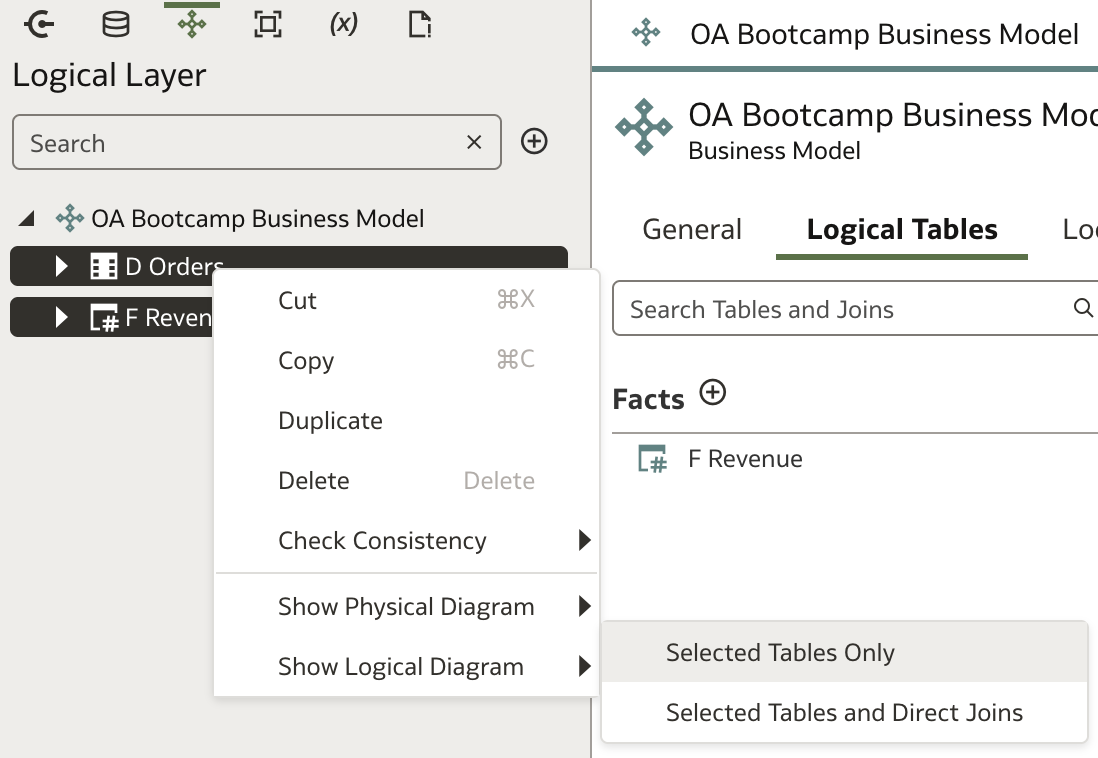 (x)
Logical Layer
Search
OA Bootcamp Business Model
D Orders
F Reven
Cut ⌘X
Copy ⌘C
Duplicate
Delete Delete
Check Consistency
Show Physical Diagram
Show Logical Diagram
Selected Tables Only
Selected Tables and Direct Joins
OA Bootcamp Business Model
OA Bootcamp Business Mod
Business Model
General Logical Tables Lo
Search Tables and Joins
Facts
F Revenue